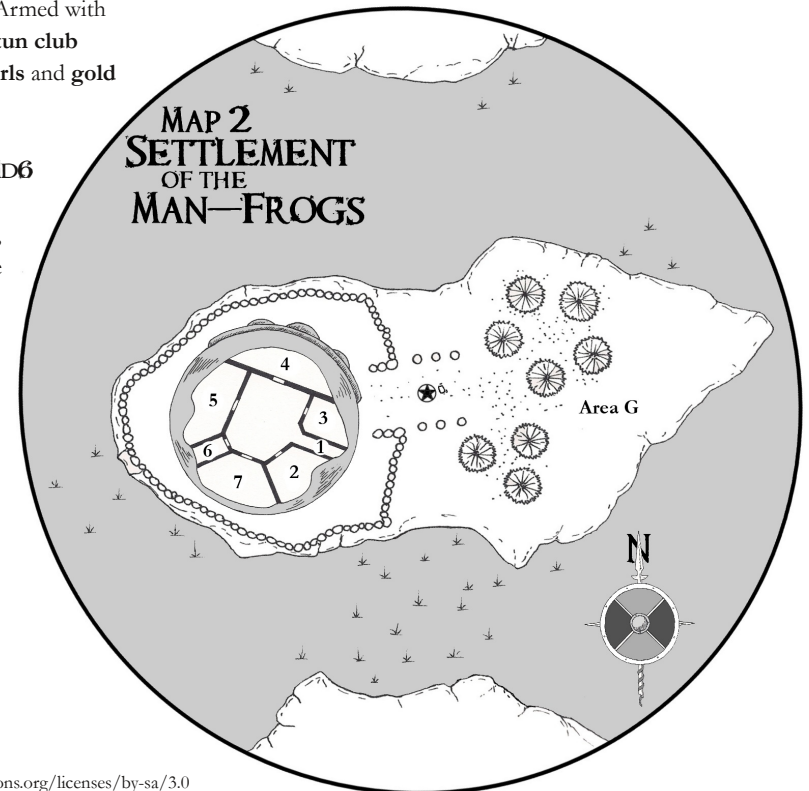 Armed with
tun club
rls and gold
D6
e
MAP 2
SETTLEMENT
OF THE
MAN—FROGS
4
5
3
1
6
2
7
Area G
N
ons.org/licenses/by-sa/3.0